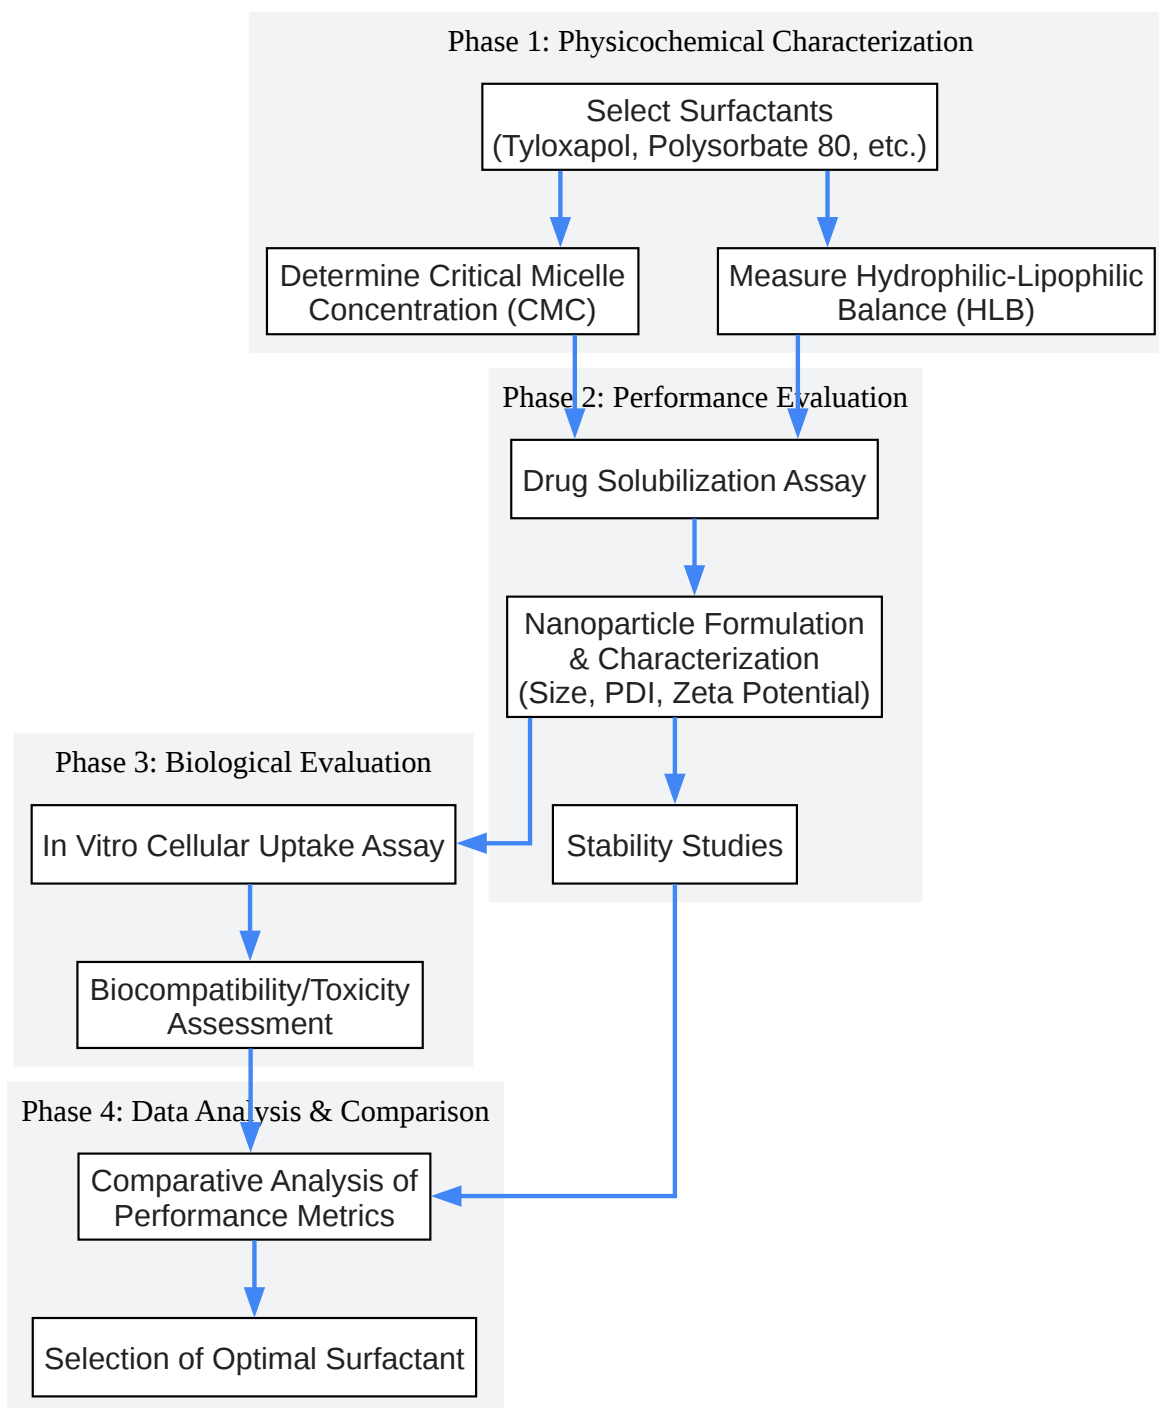 Phase 1: Physicochemical Characterization
Select Surfactants
(Tyloxapol, Polysorbate 80, etc.)
Determine Critical Micelle
Concentration (CMC)
Measure Hydrophilic-Lipophilic
Balance (HLB)
Phase 2: Performance Evaluation
Drug Solubilization Assay
Nanoparticle Formulation
& Characterization
(Size, PDI, Zeta Potential)
Phase 3: Biological Evaluation
In Vitro Cellular Uptake Assay
Stability Studies
Biocompatibility/Toxicity
Assessment
Phase 4: Data Analysis & Comparison
Comparative Analysis of
Performance Metrics
Selection of Optimal Surfactant